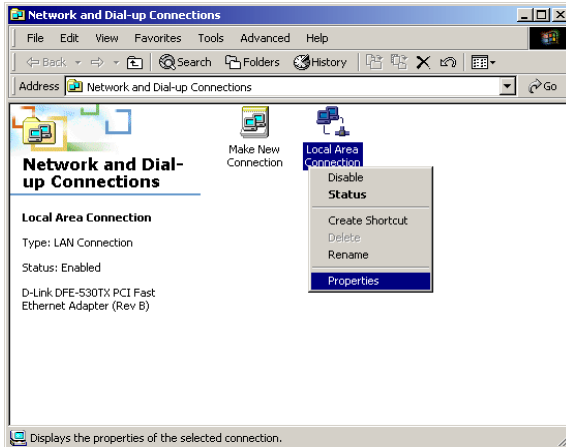 Network and Dial-up Connections
File Edit View Favorites Tools Advanced Help
Back Search Folders History
Address Network and Dial-up Connections Go
Make New
Connection
Local Area
Connection
Network and Dial-
up Connections
Local Area Connection
Type: LAN Connection
Status: Enabled
D-Link DFE-530TX PCI Fast
Ethernet Adapter (Rev B)
Disable
Status
Create Shortcut
Delete
Rename
Properties
Displays the properties of the selected connection.